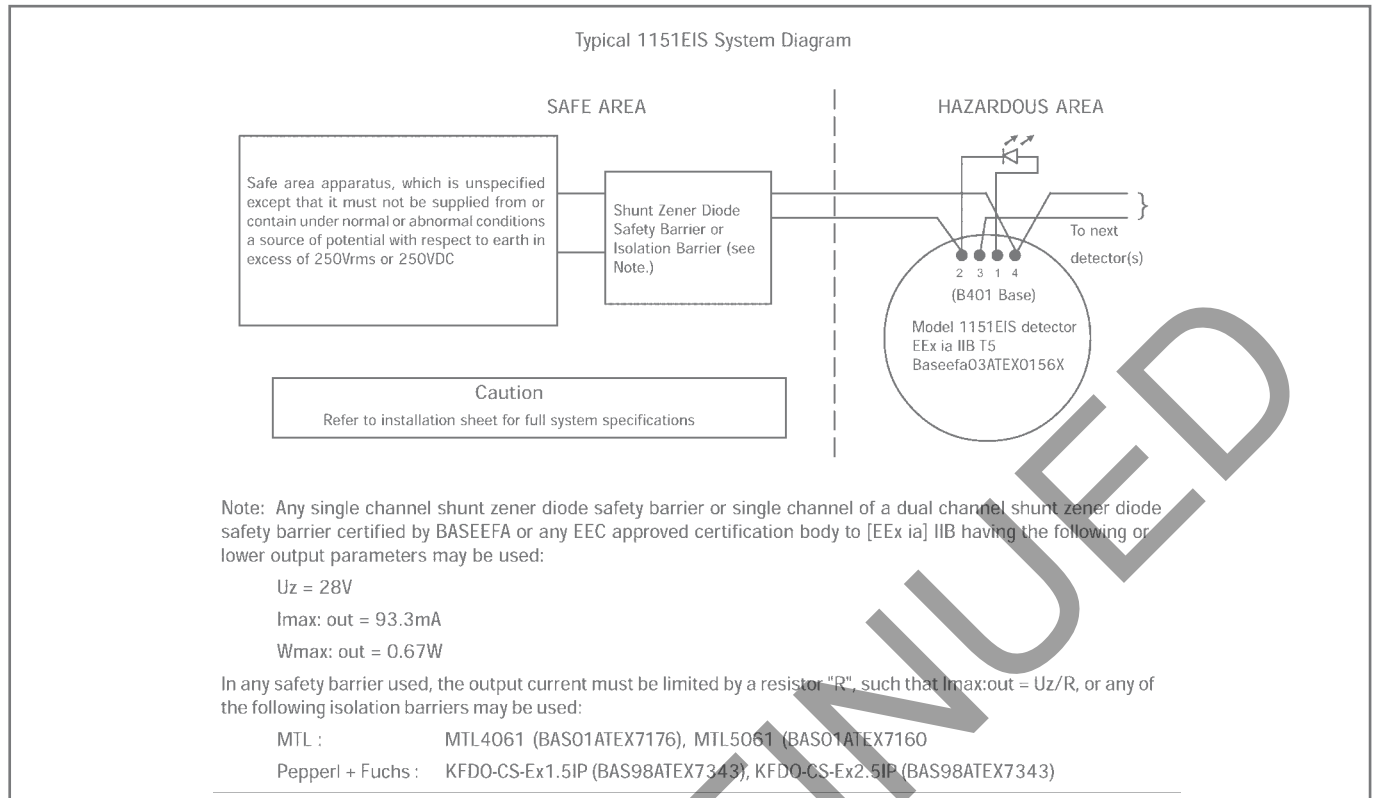 Typical 1151EIS System Diagram
SAFE AREA
HAZARDOUS AREA
Safe area apparatus, which is unspecified
except that it must not be supplied from or
contain under normal or abnormal conditions
a source of potential with respect to earth in
excess of 250Vrms or 250VDC
Shunt Zener Diode
Safety Barrier or
Isolation Barrier (see
Note.)
}
To next
detector(s)
2 3 1 4
(B401 Base)
Model 1151EIS detector
EEx ia IIB T5
Baseefa03ATEX0156X
Caution
Refer to installation sheet for full system specifications
Note: Any single channel shunt zener diode safety barrier or single channel of a dual channel shunt zener diode
safety barrier certified by BASEEFA or any EEC approved certification body to [EEx ia] IIB having the following or
lower output parameters may be used:
Uz = 28V
Imax: out = 93.3mA
Wmax: out = 0.67W
In any safety barrier used, the output current must be limited by a resistor "R", such that Imax:out = Uz/R, or any of
the following isolation barriers may be used:
MTL : MTL4061 (BAS01ATEX7176), MTL5061 (BAS01ATEX7160
Pepperl + Fuchs : KFDO-CS-Ex1.5IP (BAS98ATEX7343), KFDO-CS-Ex2.5IP (BAS98ATEX7343)
INUED